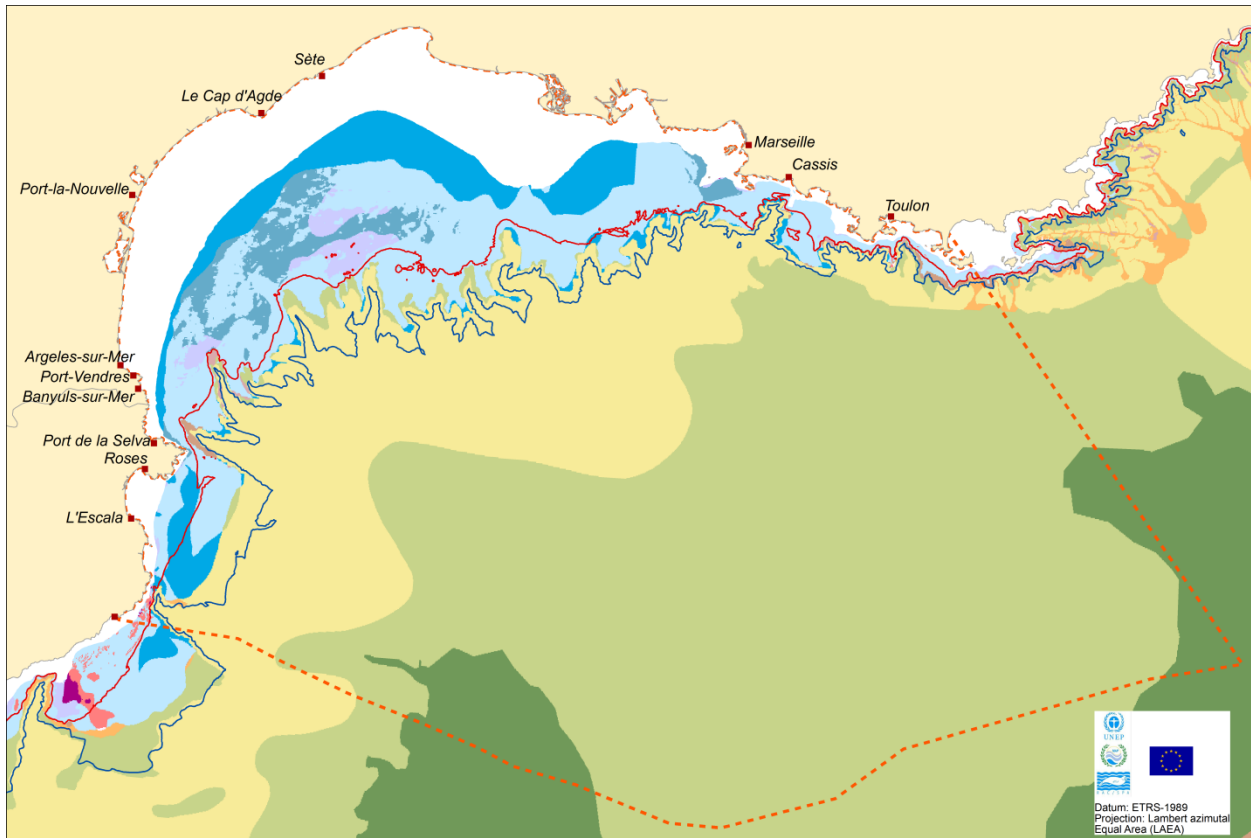 Sète
Le Cap d'Agde
Marseille
Cassis
Port-la-Nouvelle
Toulon
Argeles-sur-Mer
Port-Vendres
Banyuls-sur-Mer
Port de la Selva
Roses
L'Escala
UNEP
Datum: ETRS-1989
Projection: Lambert azimutal
Equal Area (LAEA)